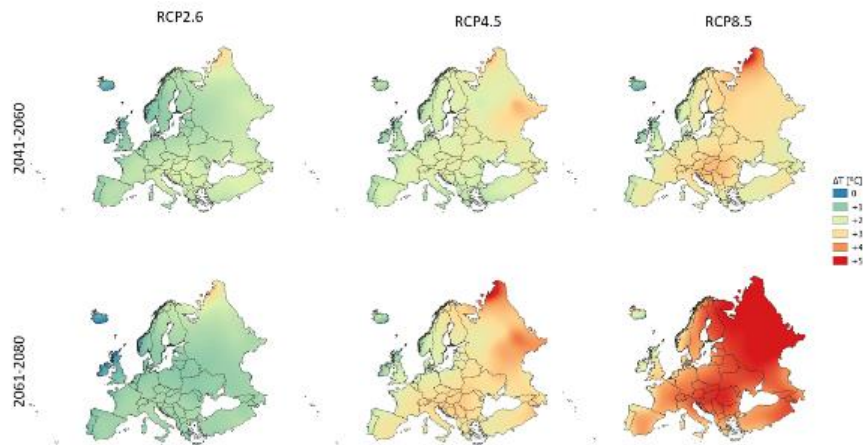 RCP2.6
RCP4.5
RCP8.5
2041-2060
2061-2080
ΔT [°C]
0
+1
+2
+3
+4
+5